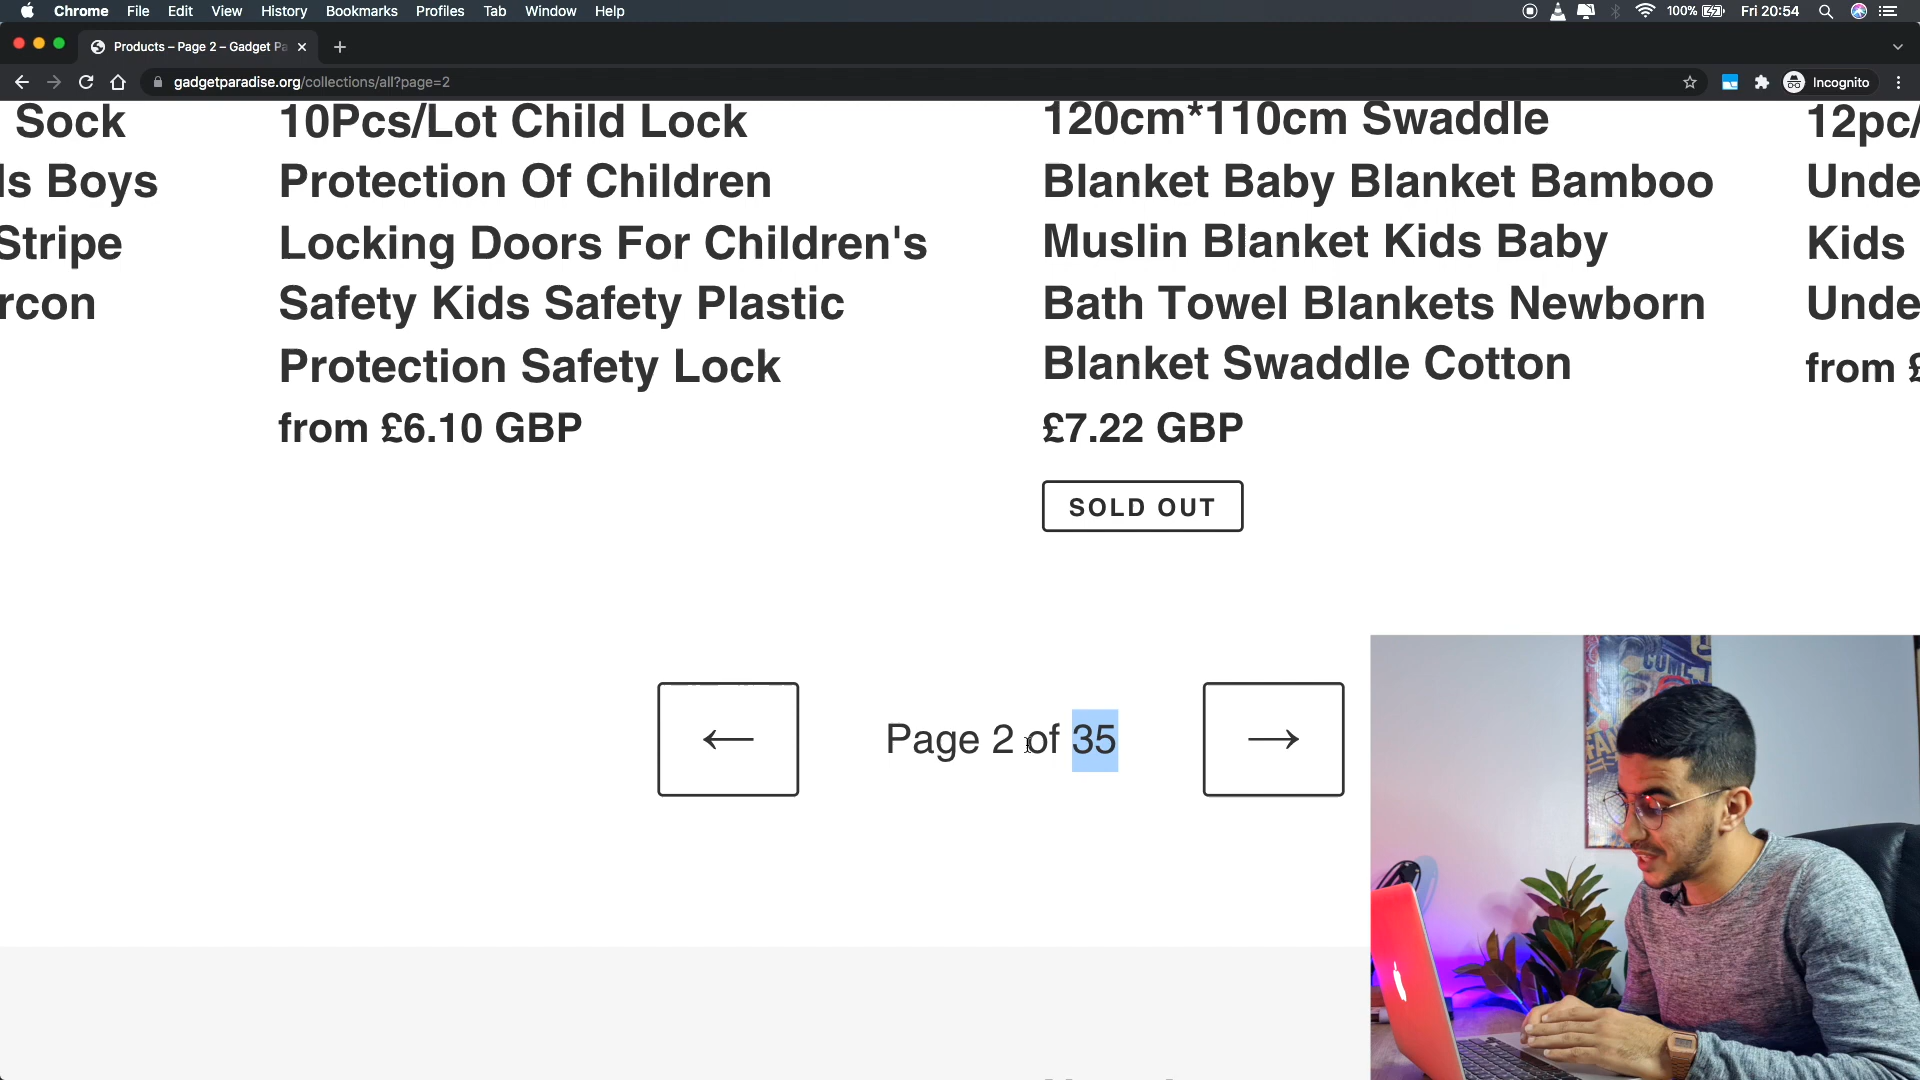 Chrome File Edit View History Bookmarks Profiles Tab Window Help 100% Fri 20:54
Products – Page 2 – Gadget Pa
gadgetparadise.org/collections/all?page=2 Incognito
Sock
ls Boys
Stripe
rcon
10Pcs/Lot Child Lock
Protection Of Children
Locking Doors For Children's
Safety Kids Safety Plastic
Protection Safety Lock
from £6.10 GBP
120cm*110cm Swaddle
Blanket Baby Blanket Bamboo
Muslin Blanket Kids Baby
Bath Towel Blankets Newborn
Blanket Swaddle Cotton
£7.22 GBP
SOLD OUT
12pc/
Unde
Kids
Unde
from £
← Page 2 of 35 →
COME